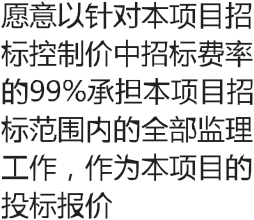 愿意以针对本项目招
标控制价中招标费率
的99%承担本项目招
标范围内的全部监理
工作，作为本项目的
投标报价